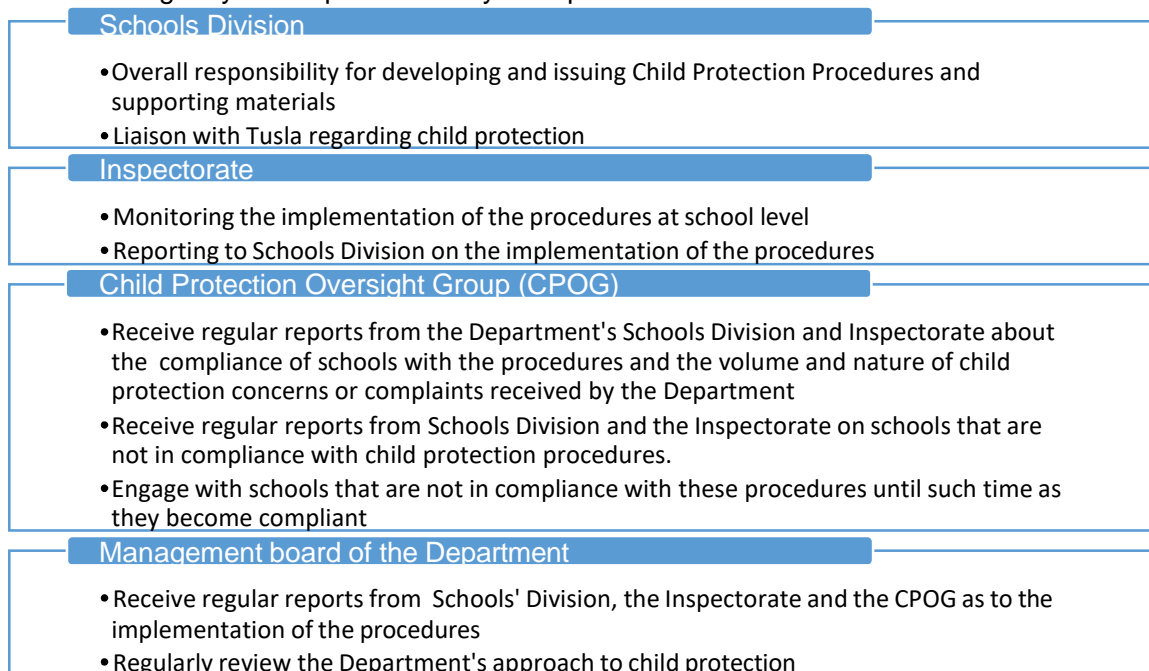 Schools Division
•Overall responsibility for developing and issuing Child Protection Procedures and
supporting materials
•Liaison with Tusla regarding child protection
Inspectorate
•Monitoring the implementation of the procedures at school level
•Reporting to Schools Division on the implementation of the procedures
Child Protection Oversight Group (CPOG)
•Receive regular reports from the Department's Schools Division and Inspectorate about
the compliance of schools with the procedures and the volume and nature of child
protection concerns or complaints received by the Department
•Receive regular reports from Schools Division and the Inspectorate on schools that are
not in compliance with child protection procedures.
•Engage with schools that are not in compliance with these procedures until such time as
they become compliant
Management board of the Department
•Receive regular reports from Schools' Division, the Inspectorate and the CPOG as to the
implementation of the procedures
•Regularly review the Department's approach to child protection